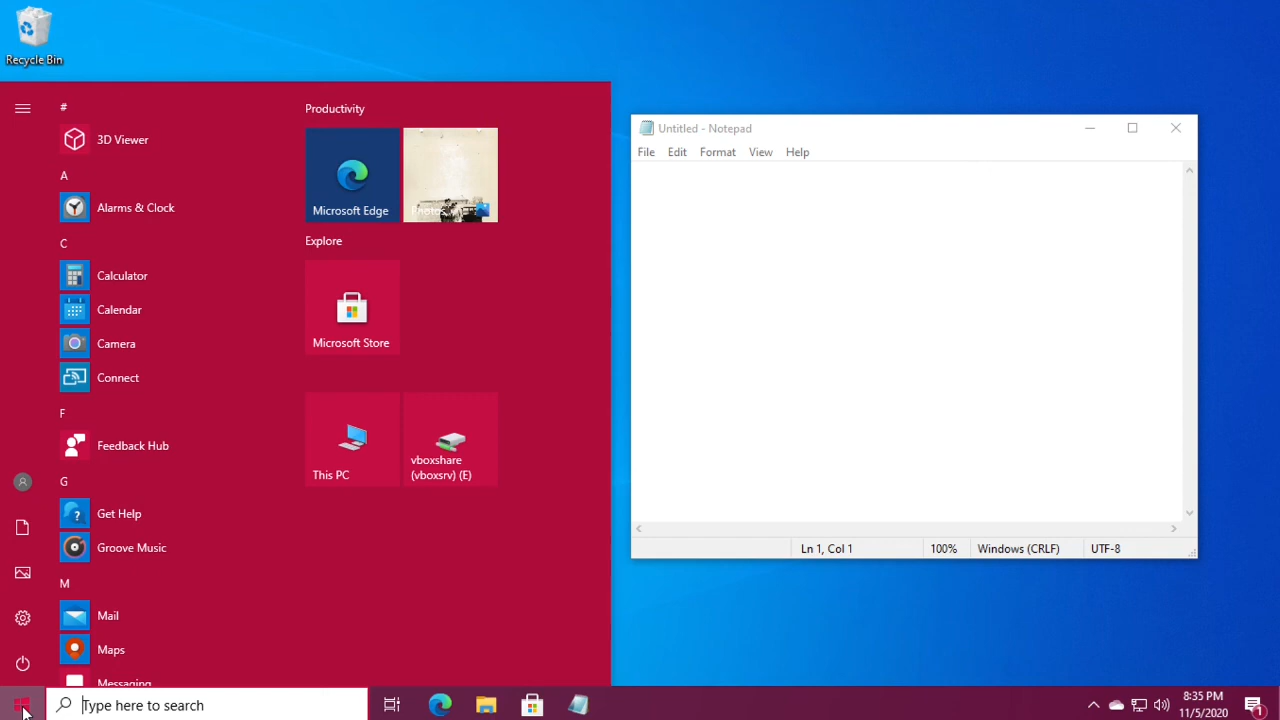 Recycle Bin
#
3D Viewer
A
Alarms & Clock
C
Calculator
Calendar
Camera
Connect
F
Feedback Hub
G
Get Help
Groove Music
M
Mail
Maps
Messaging
Productivity
Microsoft Edge
Photos
Explore
Microsoft Store
This PC
vboxshare
(vboxsrv) (E)
Untitled - Notepad
File Edit Format View Help
Ln 1, Col 1 100% Windows (CRLF) UTF-8
Type here to search
8:35 PM
11/5/2020
1